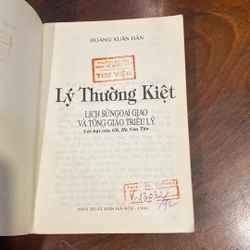 HOÀNG XUÂN HÃN
THƯ VIỆN
Lý Thường Kiệt
LỊCH SỬ NGOẠI GIAO
VÀ TÔNG GIÁO TRIỀU LÝ
Lời bạt của GS. Hà Văn Tấn
NHÀ XUẤT BẢN HÀ NỘI - 1996